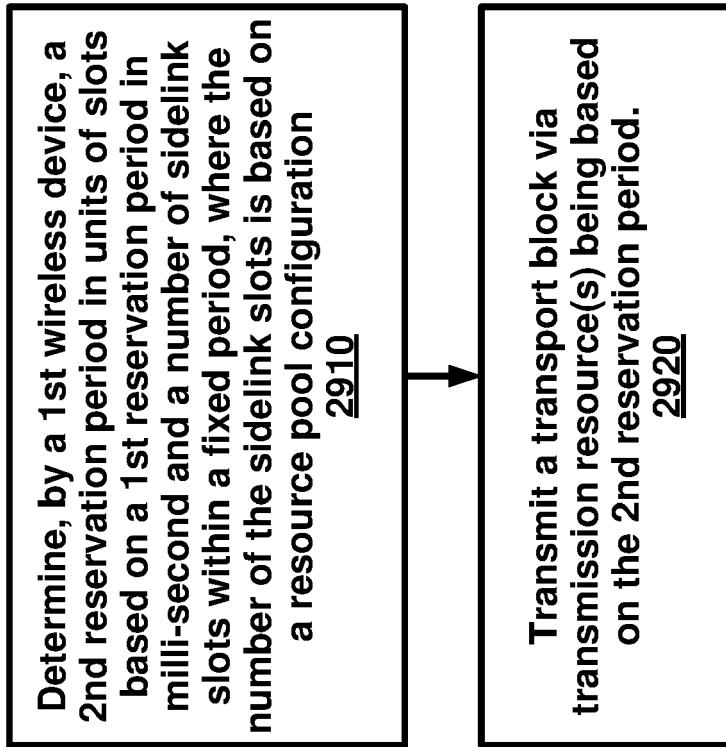 Determine, by a 1st wireless device, a
2nd reservation period in units of slots
based on a 1st reservation period in
milli-second and a number of sidelink
slots within a fixed period, where the
number of the sidelink slots is based on
a resource pool configuration
2910
Transmit a transport block via
transmission resource(s) being based
on the 2nd reservation period.
2920